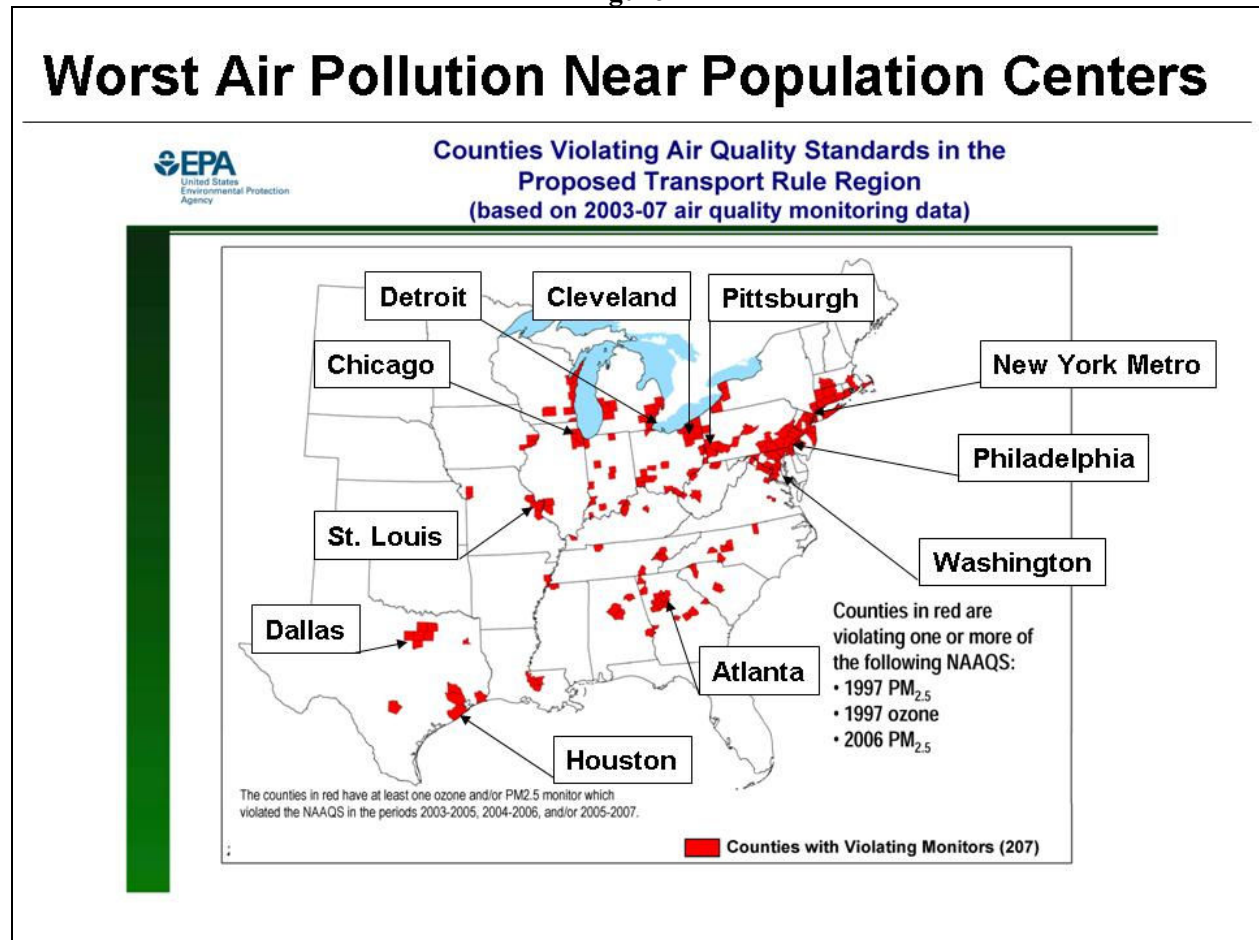 Worst Air Pollution Near Population Centers
EPA
United States
Environmental Protection
Agency
Counties Violating Air Quality Standards in the
Proposed Transport Rule Region
(based on 2003-07 air quality monitoring data)
Detroit
Cleveland
Pittsburgh
Chicago
New York Metro
Philadelphia
St. Louis
Washington
Dallas
Atlanta
Houston
Counties in red are
violating one or more of
the following NAAQS:
• 1997 PM2.5
• 1997 ozone
• 2006 PM2.5
The counties in red have at least one ozone and/or PM2.5 monitor which
violated the NAAQS in the periods 2003-2005, 2004-2006, and/or 2005-2007.
;
Counties with Violating Monitors (207)